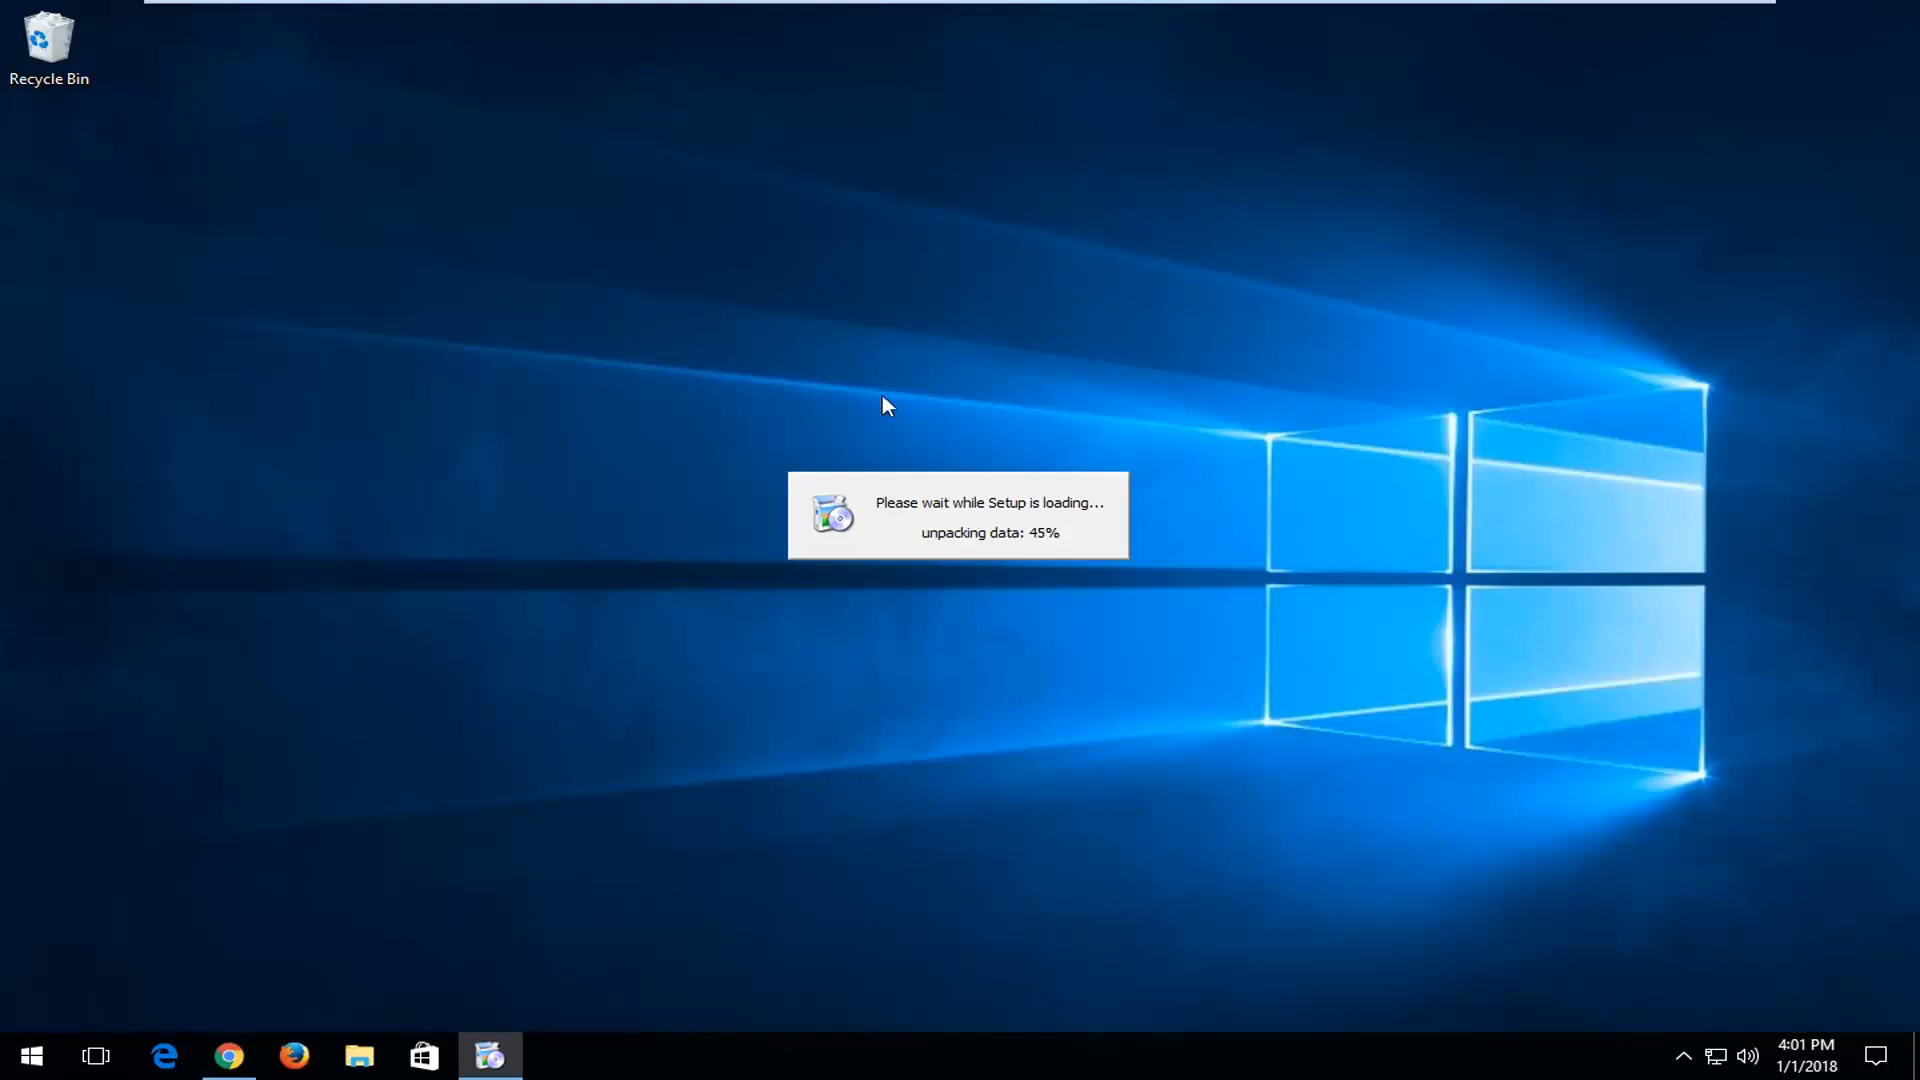 Recycle Bin
Please wait while Setup is loading...
unpacking data: 45%
4:01 PM
1/1/2018